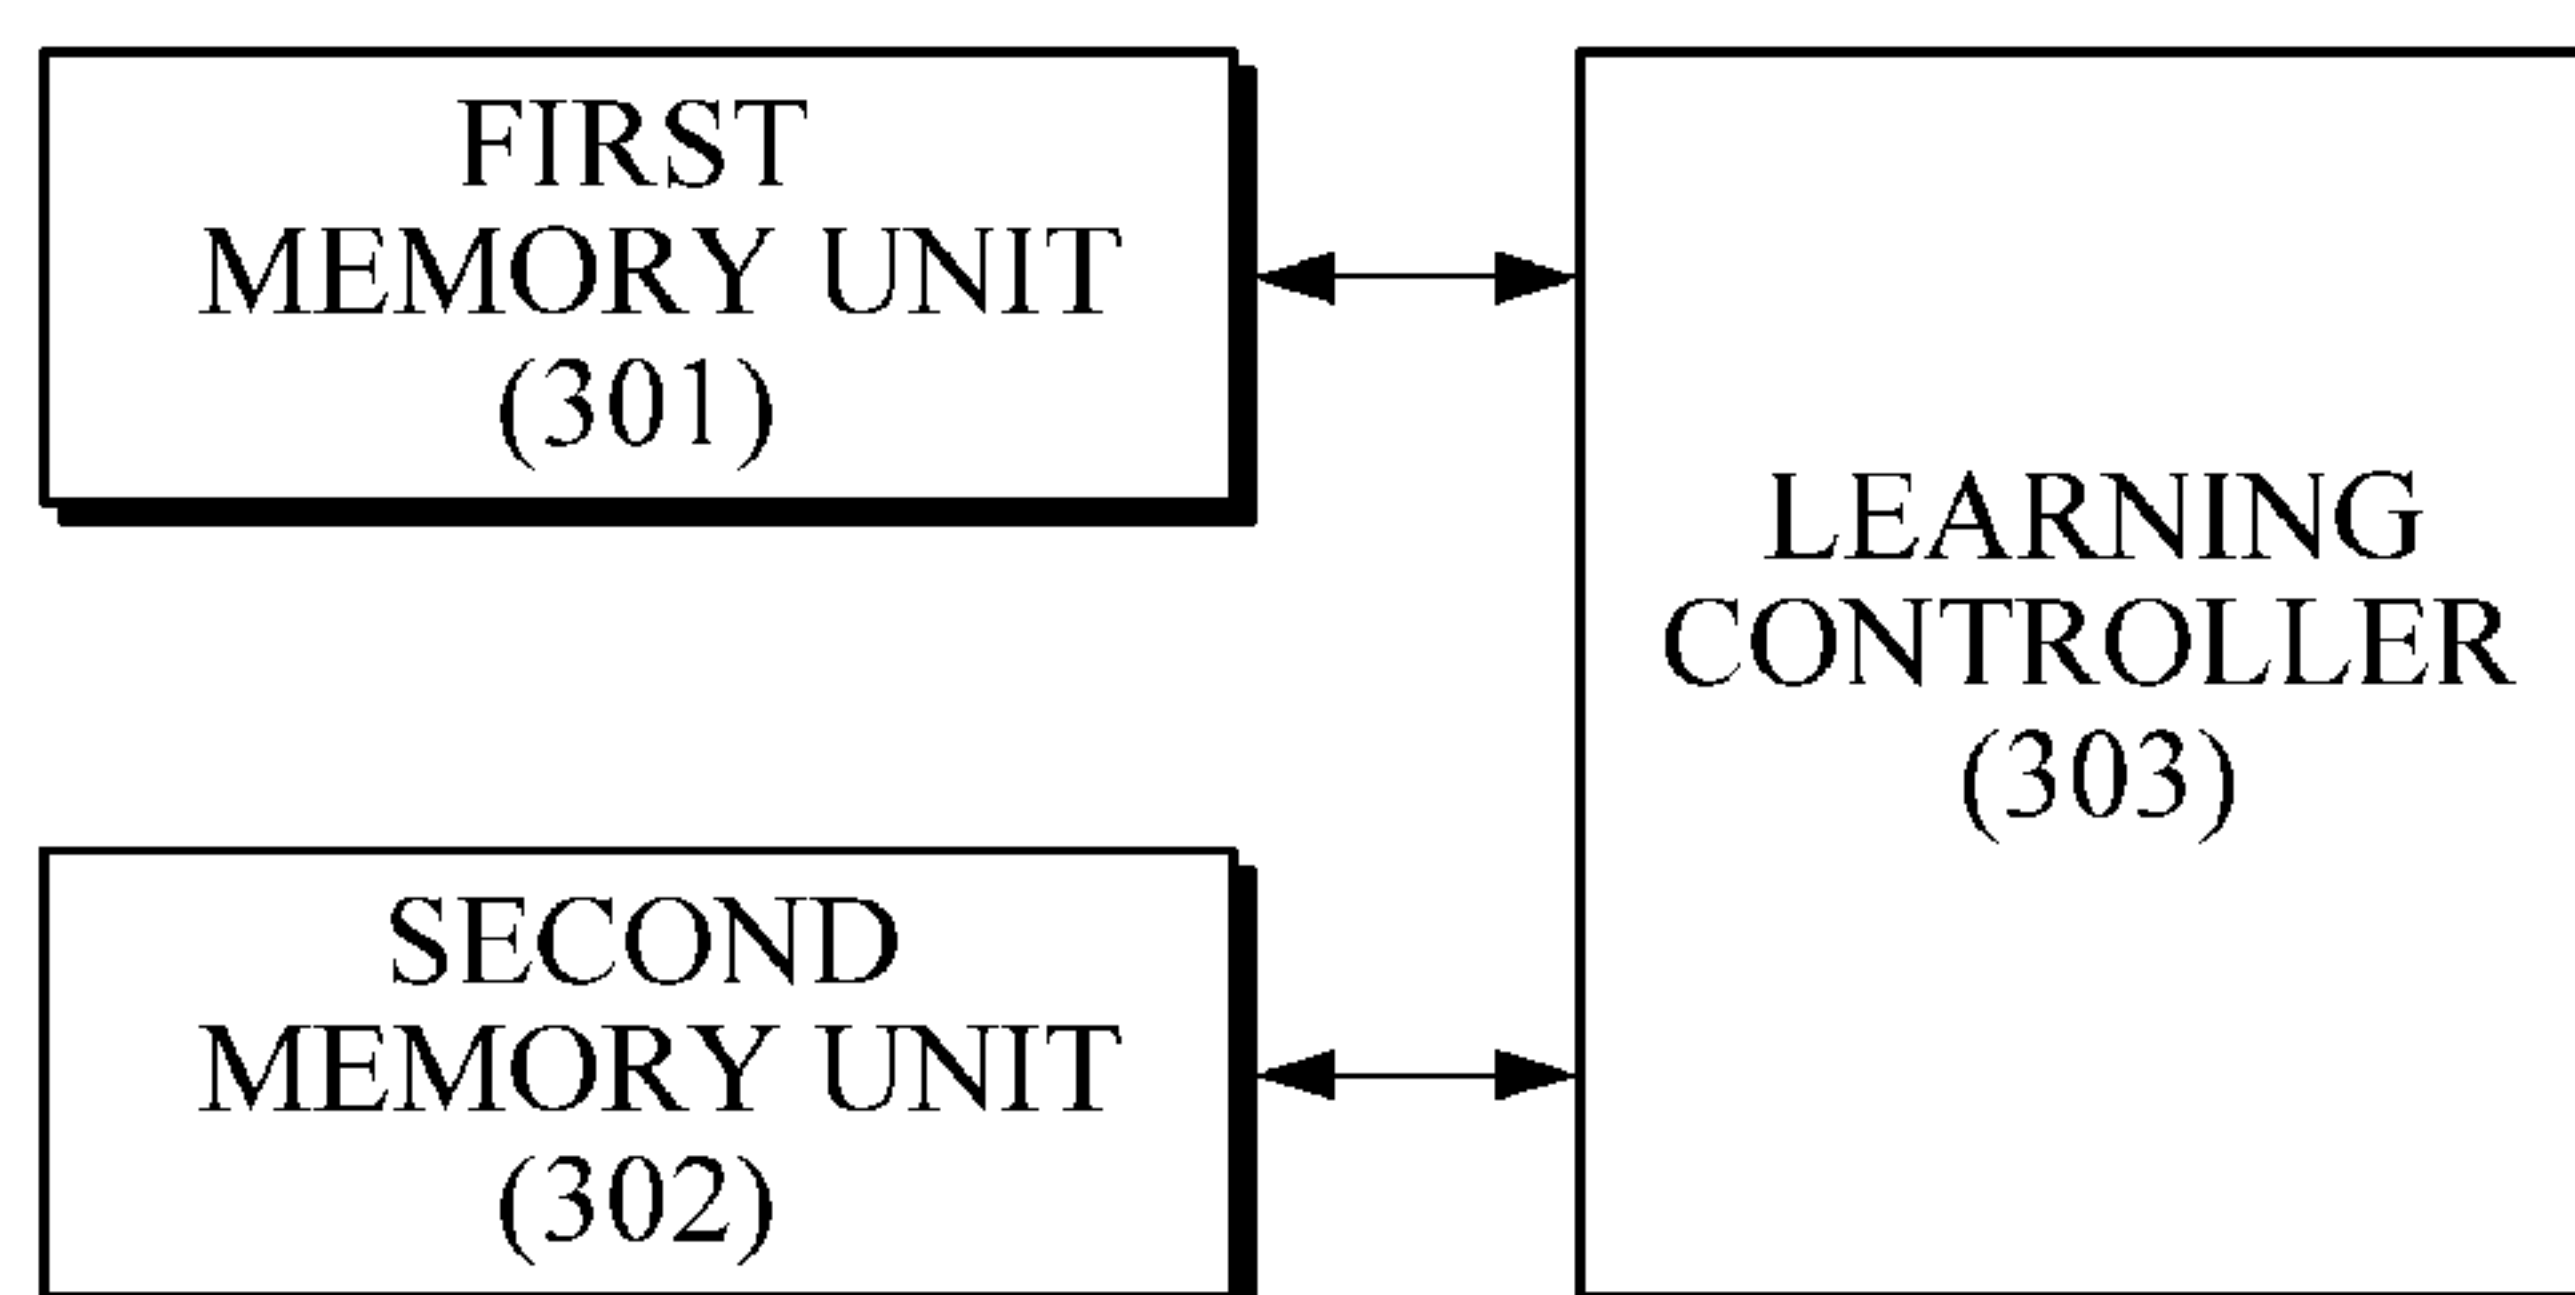 FIRST
MEMORY UNIT
(301)
LEARNING
CONTROLLER
(303)
SECOND
MEMORY UNIT
(302)